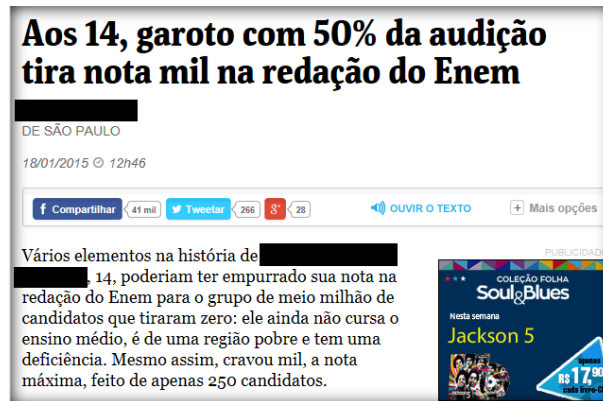 Aos 14, garoto com 50% da audição
tira nota mil na redação do Enem
DE SÃO PAULO
18/01/2015 12h46
f Compartilhar 41 mil Tweetar 266 g+ 28 OUVIR O TEXTO + Mais opções
Vários elementos na história de
, 14, poderiam ter empurrado sua nota na
redação do Enem para o grupo de meio milhão de
candidatos que tiraram zero: ele ainda não cursa o
ensino médio, é de uma região pobre e tem uma
deficiência. Mesmo assim, cravou mil, a nota
máxima, feito de apenas 250 candidatos.
PUBLICIDAD
COLEÇÃO FOLHA
Soul&Blues
Nesta semana
Jackson 5
apenas
R$ 17,90
cada livro-C